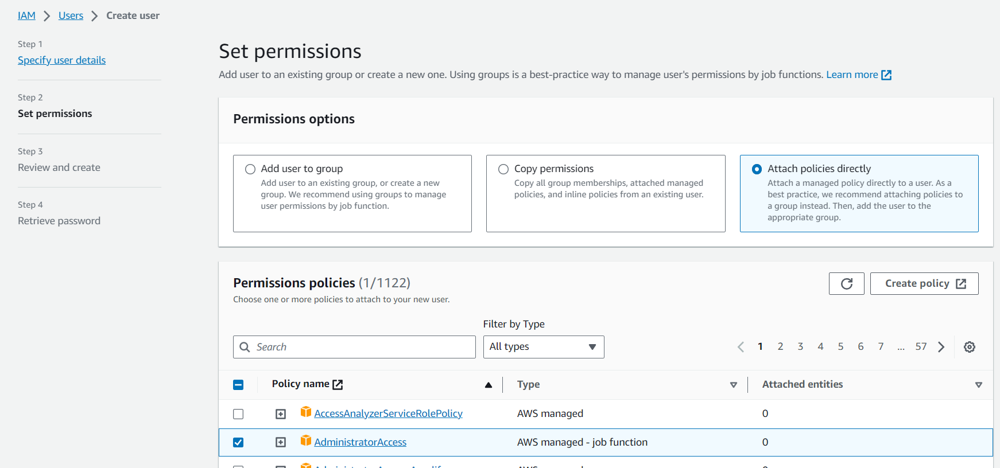 IAM > Users > Create user
Step 1
Specify user details
Step 2
Set permissions
Step 3
Review and create
Step 4
Retrieve password
Set permissions
Add user to an existing group or create a new one. Using groups is a best-practice way to manage user's permissions by job functions. Learn more
Permissions options
Add user to group
Add user to an existing group, or create a new
group. We recommend using groups to manage
user permissions by job function.
Copy permissions
Copy all group memberships, attached managed
policies, and inline policies from an existing user.
Attach policies directly
Attach a managed policy directly to a user. As a
best practice, we recommend attaching policies to
a group instead. Then, add the user to the
appropriate group.
Permissions policies (1/1122)
Choose one or more policies to attach to your new user.
Create policy
Filter by Type
Search
All types
1 2 3 4 5 6 7 ... 57
Policy name Type Attached entities
AccessAnalyzerServiceRolePolicy AWS managed 0
AdministratorAccess AWS managed - job function 0